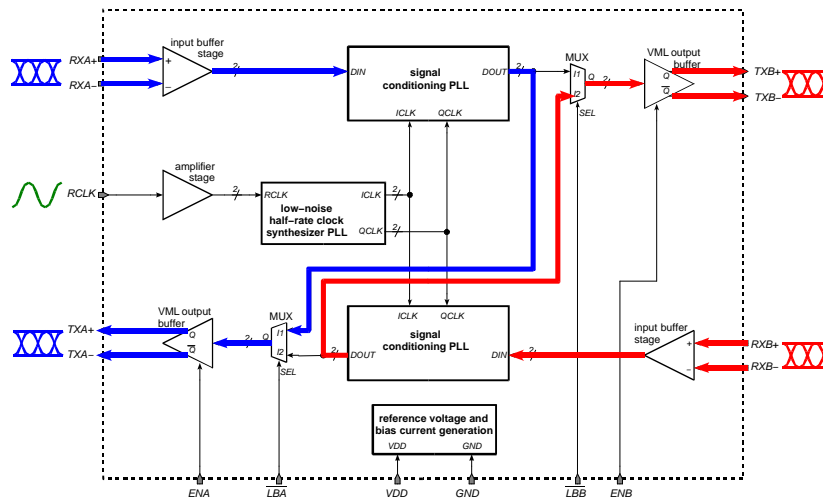 input buffer
stage
RXA+
RXA−
+
−
2
DIN
signal
conditioning PLL
DOUT
ICLK
QCLK
2
MUX
I1
I2
Q
2
SEL
VML output
buffer
Q
Q
TXB+
TXB−
amplifier
stage
RCLK
2
RCLK
ICLK
low−noise
half−rate clock
synthesizer PLL
QCLK
2
2
VML output
buffer
TXA+
TXA−
Q
Q
2
Q
MUX
I1
I2
SEL
2
ICLK
QCLK
signal
conditioning PLL
DOUT
DIN
2
input buffer
stage
+
−
RXB+
RXB−
reference voltage and
bias current generation
VDD
GND
ENA
LBA
VDD
GND
LBB
ENB